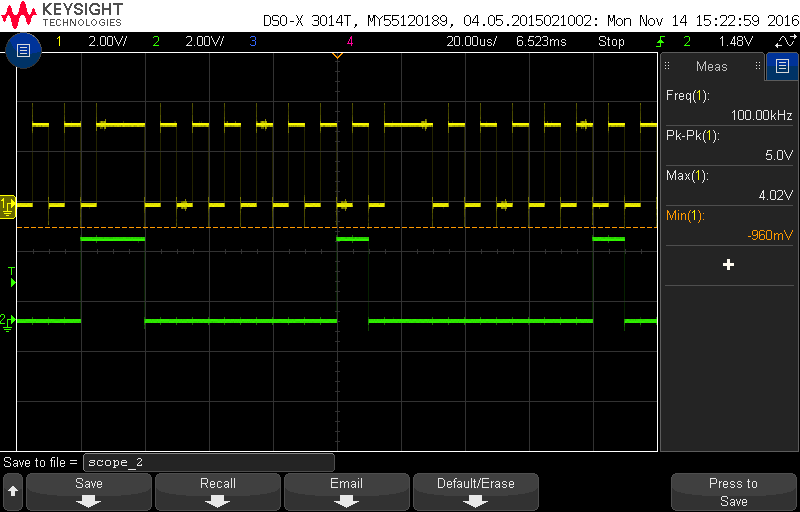 KEYSIGHT
TECHNOLOGIES
DSO-X 3014T, MY55120189, 04.05.2015021002: Mon Nov 14 15:22:59 2016
1 2.00V/ 2 2.00V/ 3 4 20.00us/ 6.523ms Stop 2 1.48V
Meas
Freq(1):
100.00kHz
Pk-Pk(1):
5.0V
Max(1):
4.02V
Min(1):
-960mV
1
T
2
Save to file = scope_2
Save Recall Email Default/Erase Press to
Save